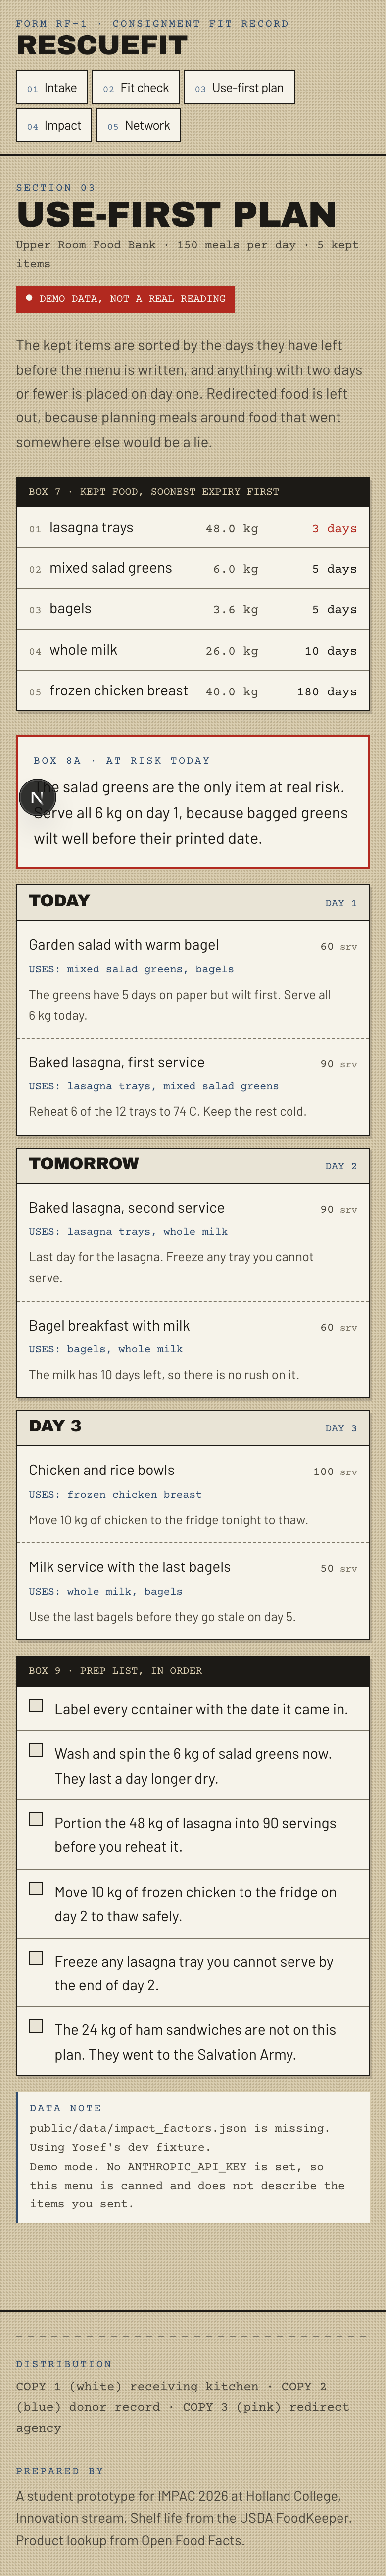 FORM RF-1 · CONSIGNMENT FIT RECORD
RESCUEFIT
01 Intake
02 Fit check
03 Use-first plan
04 Impact
05 Network
SECTION 03
USE-FIRST PLAN
Upper Room Food Bank · 150 meals per day · 5 kept
items
DEMO DATA, NOT A REAL READING
The kept items are sorted by the days they have left
before the menu is written, and anything with two days
or fewer is placed on day one. Redirected food is left
out, because planning meals around food that went
somewhere else would be a lie.
BOX 7 · KEPT FOOD, SOONEST EXPIRY FIRST
01 lasagna trays 48.0 kg 3 days
02 mixed salad greens 6.0 kg 5 days
03 bagels 3.6 kg 5 days
04 whole milk 26.0 kg 10 days
05 frozen chicken breast 40.0 kg 180 days
BOX 8A · AT RISK TODAY
The salad greens are the only item at real risk.
Serve all 6 kg on day 1, because bagged greens
wilt well before their printed date.
N
TODAY DAY 1
Garden salad with warm bagel 60 srv
USES: mixed salad greens, bagels
The greens have 5 days on paper but wilt first. Serve all
6 kg today.
Baked lasagna, first service 90 srv
USES: lasagna trays, mixed salad greens
Reheat 6 of the 12 trays to 74 C. Keep the rest cold.
TOMORROW DAY 2
Baked lasagna, second service 90 srv
USES: lasagna trays, whole milk
Last day for the lasagna. Freeze any tray you cannot
serve.
Bagel breakfast with milk 60 srv
USES: bagels, whole milk
The milk has 10 days left, so there is no rush on it.
DAY 3 DAY 3
Chicken and rice bowls 100 srv
USES: frozen chicken breast
Move 10 kg of chicken to the fridge tonight to thaw.
Milk service with the last bagels 50 srv
USES: whole milk, bagels
Use the last bagels before they go stale on day 5.
BOX 9 · PREP LIST, IN ORDER
Label every container with the date it came in.
Wash and spin the 6 kg of salad greens now.
They last a day longer dry.
Portion the 48 kg of lasagna into 90 servings
before you reheat it.
Move 10 kg of frozen chicken to the fridge on
day 2 to thaw safely.
Freeze any lasagna tray you cannot serve by
the end of day 2.
The 24 kg of ham sandwiches are not on this
plan. They went to the Salvation Army.
DATA NOTE
public/data/impact_factors.json is missing.
Using Yosef's dev fixture.
Demo mode. No ANTHROPIC_API_KEY is set, so
this menu is canned and does not describe the
items you sent.
DISTRIBUTION
COPY 1 (white) receiving kitchen · COPY 2
(blue) donor record · COPY 3 (pink) redirect
agency
PREPARED BY
A student prototype for IMPAC 2026 at Holland College,
Innovation stream. Shelf life from the USDA FoodKeeper.
Product lookup from Open Food Facts.